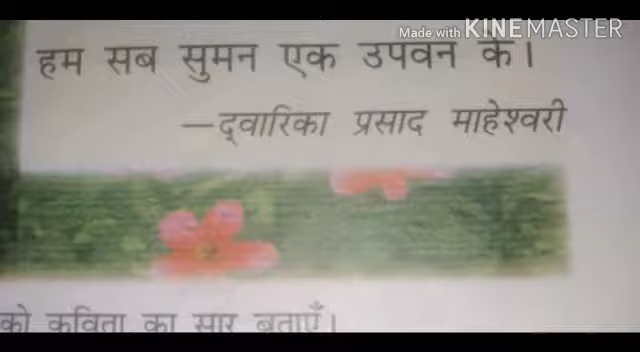 Made with KINEMASTER
हम सब सुमन एक उपवन के।
—द्वारिका प्रसाद माहेश्वरी
को कविता का सार बताएँ।